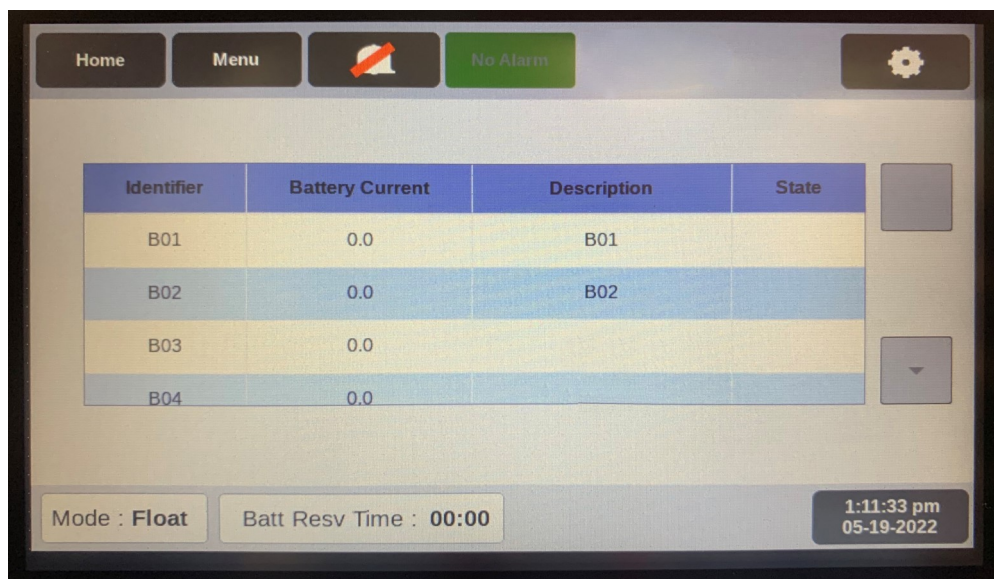 Home Menu No Alarm
Identifier Battery Current Description State
B01 0.0 B01
B02 0.0 B02
B03 0.0
B04 0.0
Mode : Float Batt Resv Time : 00:00 1:11:33 pm
05-19-2022